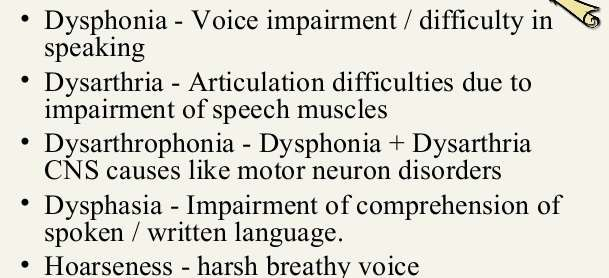 • Dysphonia - Voice impairment / difficulty in
speaking
• Dysarthria - Articulation difficulties due to
impairment of speech muscles
• Dysarthrophonia - Dysphonia + Dysarthria
CNS causes like motor neuron disorders
• Dysphasia - Impairment of comprehension of
spoken / written language.
• Hoarseness - harsh breathy voice